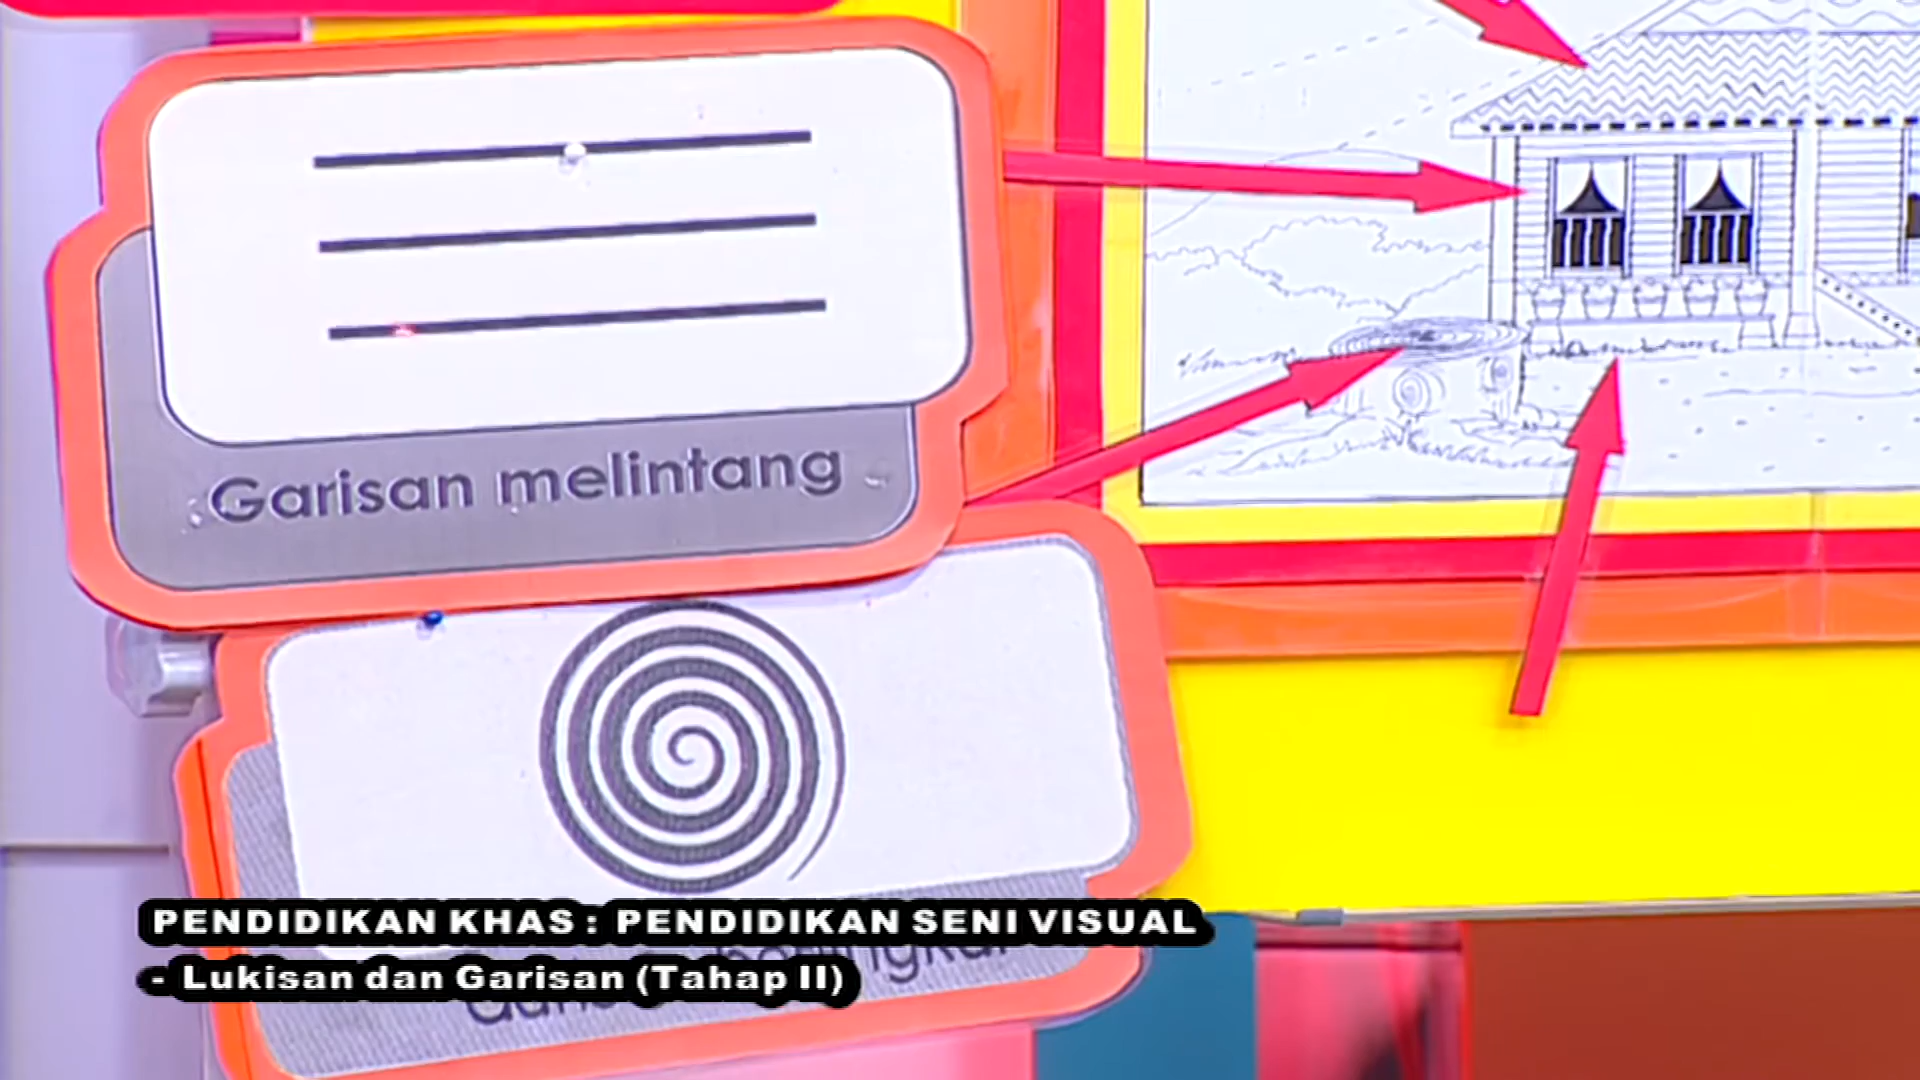 Garisan melintang
PENDIDIKAN KHAS : PENDIDIKAN SENI VISUAL
- Lukisan dan Garisan (Tahap II)